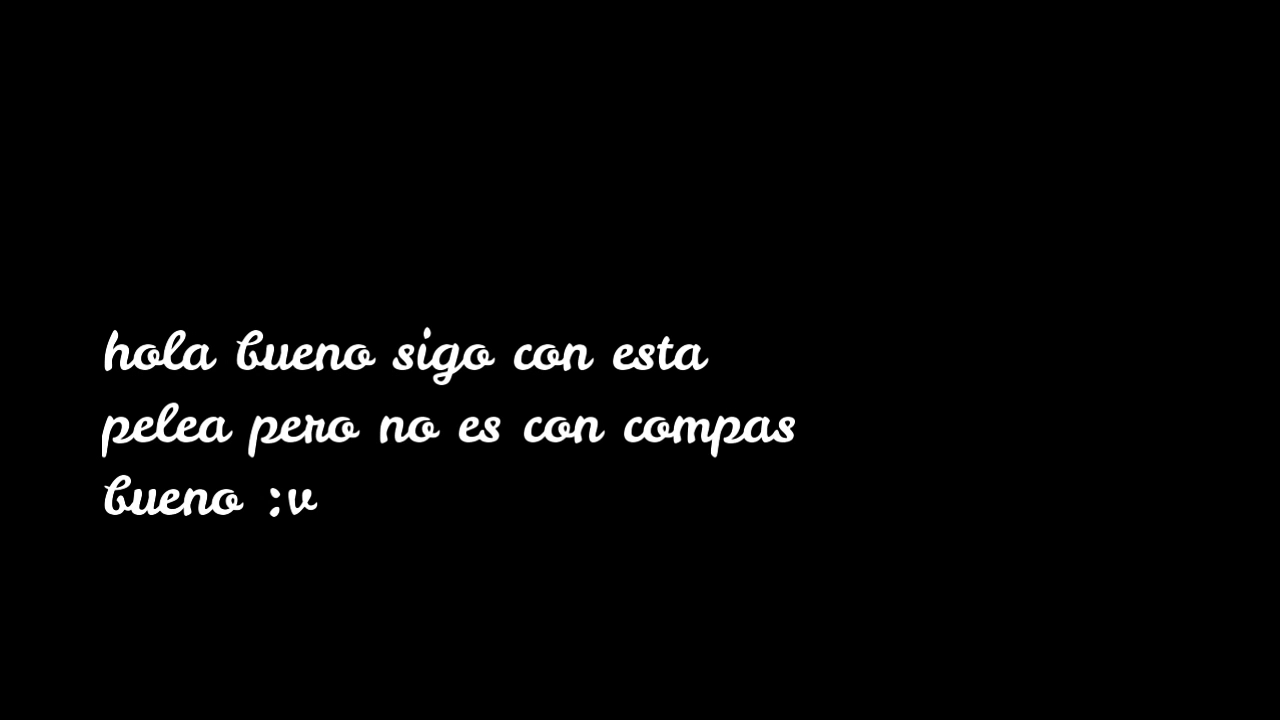 hola bueno sigo con esta
pelea pero no es con compas
bueno :v